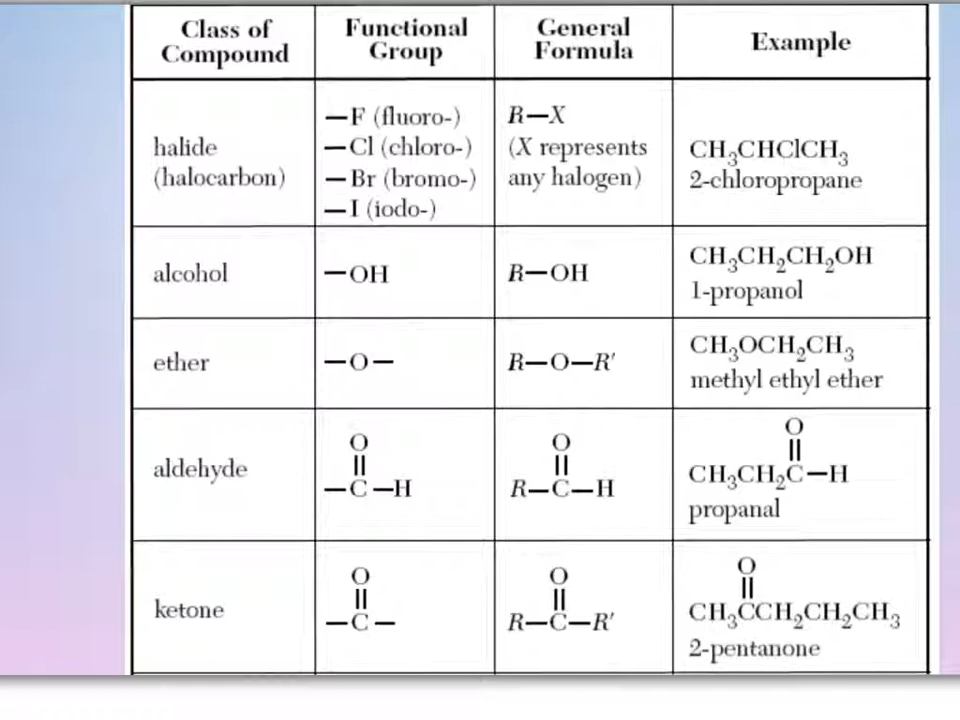 Class of Compound
Functional Group
General Formula
Example
halide
(halocarbon)
—F (fluoro-)
—Cl (chloro-)
—Br (bromo-)
—I (iodo-)
R—X
(X represents
any halogen)
CH₃CHClCH₃
2-chloropropane
alcohol
—OH
R—OH
CH₃CH₂CH₂OH
1-propanol
ether
—O—
R—O—R′
CH₃OCH₂CH₃
methyl ethyl ether
aldehyde
O
||
—C—H
O
||
R—C—H
O
||
CH₃CH₂C—H
propanal
ketone
O
||
—C—
O
||
R—C—R′
O
||
CH₃CCH₂CH₂CH₃
2-pentanone